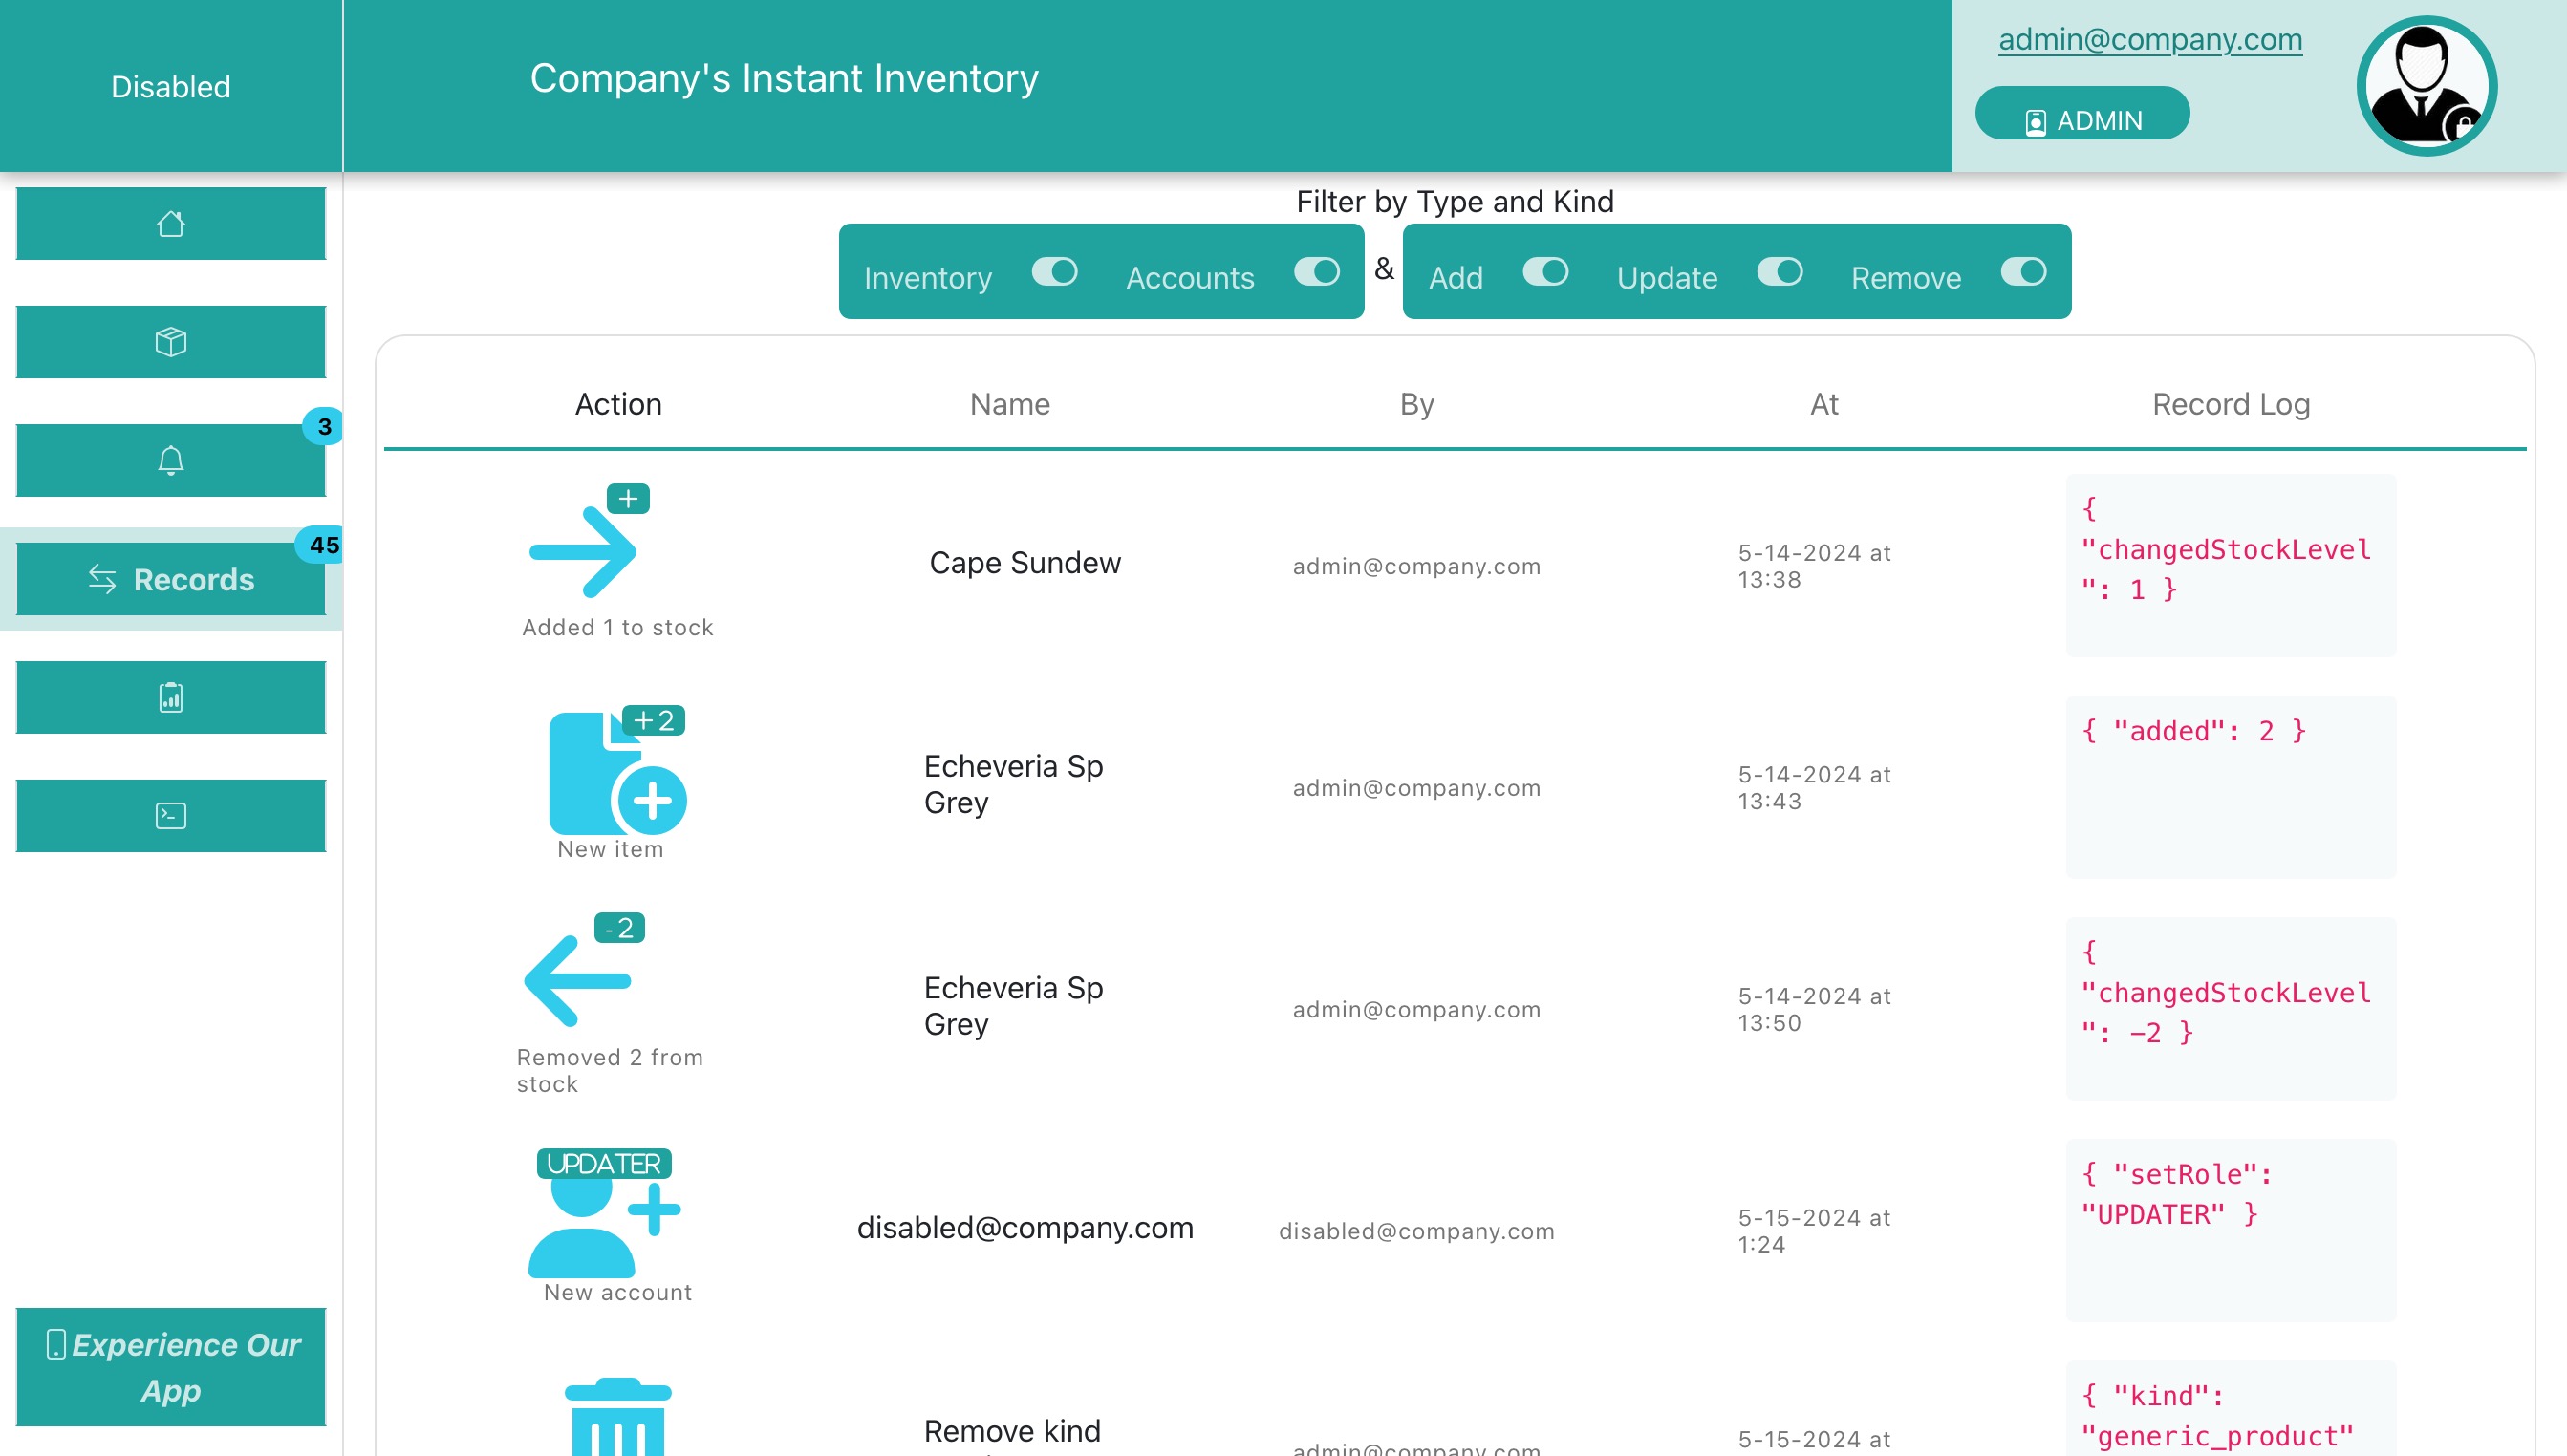 Disabled
Company's Instant Inventory
admin@company.com
ADMIN
3
45
Records
Experience Our
App
Filter by Type and Kind
Inventory Accounts & Add Update Remove
Action Name By At Record Log
+
Added 1 to stock
Cape Sundew
admin@company.com
5-14-2024 at
13:38
{
"changedStockLevel
": 1 }
+2
New item
Echeveria Sp
Grey
admin@company.com
5-14-2024 at
13:43
{ "added": 2 }
-2
Removed 2 from
stock
Echeveria Sp
Grey
admin@company.com
5-14-2024 at
13:50
{
"changedStockLevel
": -2 }
UPDATER
New account
disabled@company.com
disabled@company.com
5-15-2024 at
1:24
{ "setRole":
"UPDATER" }
Remove kind
admin@company.com
5-15-2024 at
{ "kind":
"generic_product"